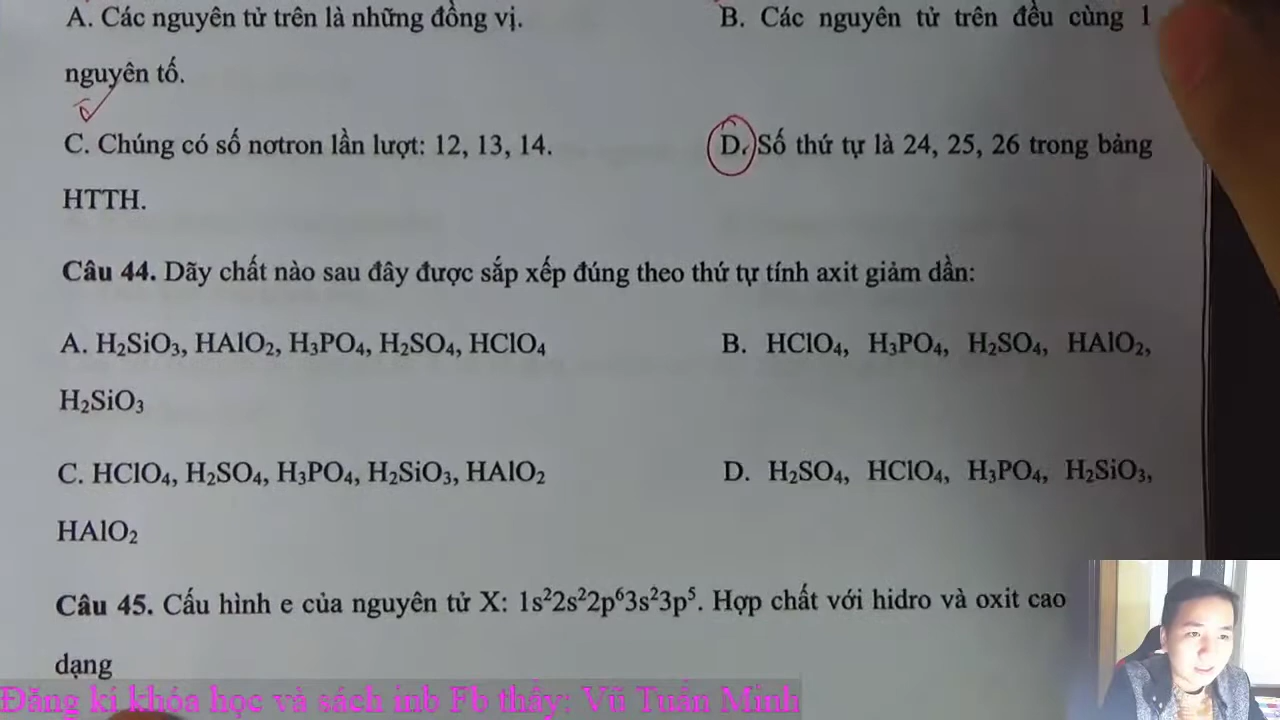 A. Các nguyên tử trên là những đồng vị. B. Các nguyên tử trên đều cùng 1
nguyên tố.
C. Chúng có số nơtron lần lượt: 12, 13, 14. D. Số thứ tự là 24, 25, 26 trong bảng
HTTH.
Câu 44. Dãy chất nào sau đây được sắp xếp đúng theo thứ tự tính axit giảm dần:
A. H₂SiO₃, HAlO₂, H₃PO₄, H₂SO₄, HClO₄ B. HClO₄, H₃PO₄, H₂SO₄, HAlO₂,
H₂SiO₃
C. HClO₄, H₂SO₄, H₃PO₄, H₂SiO₃, HAlO₂ D. H₂SO₄, HClO₄, H₃PO₄, H₂SiO₃,
HAlO₂
Câu 45. Cấu hình e của nguyên tử X: 1s²2s²2p⁶3s²3p⁵. Hợp chất với hidro và oxit cao
dạng
Đăng kí khóa học và sách inb Fb thầy: Vũ Tuấn Minh